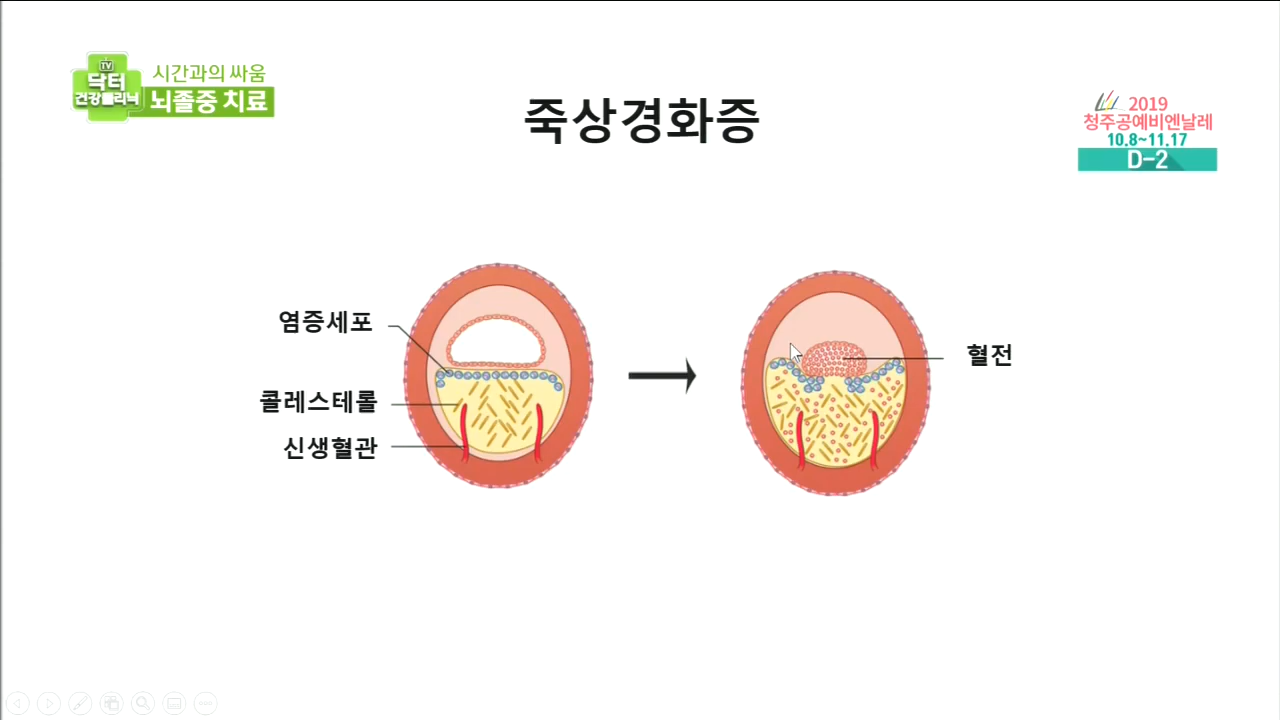 TV
닥터
건강클리닉
시간과의 싸움
뇌졸중 치료
죽상경화증
2019
청주공예비엔날레
10.8~11.17
D-2
염증세포
콜레스테롤
신생혈관
혈전